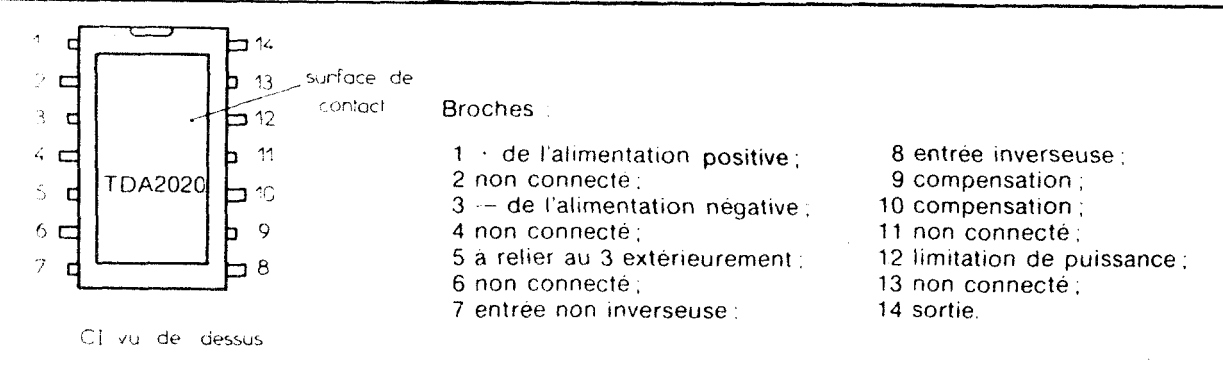 1 14
2 13
3 12
4 11
5 10
6 9
7 8
surface de
contact
TDA2020
CI vu de dessus
Broches :
1 · de l'alimentation positive ;
2 non connecté ;
3 -- de l'alimentation négative ;
4 non connecté ;
5 à relier au 3 extérieurement :
6 non connecté ;
7 entrée non inverseuse :
8 entrée inverseuse ;
9 compensation ;
10 compensation ;
11 non connecté ;
12 limitation de puissance ;
13 non connecté ;
14 sortie.